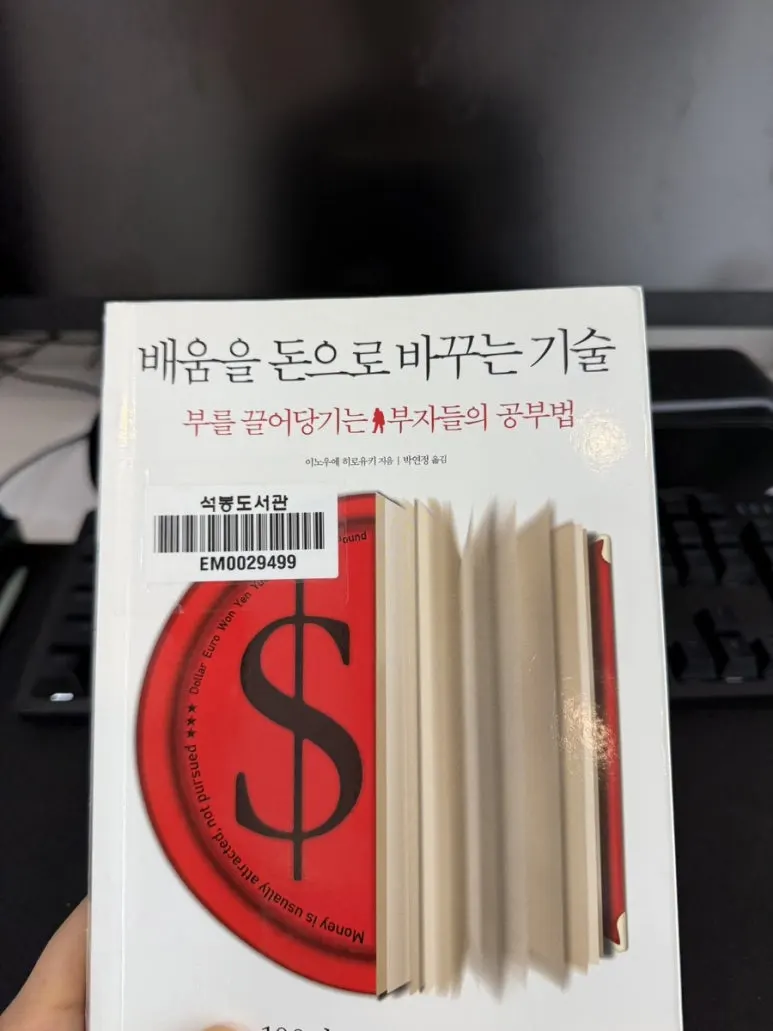 배움을 돈으로 바꾸는 기술
부를 끌어당기는 부자들의 공부법
이노우에 히로유키 지음 | 박연정 옮김
석봉도서관
EM0029499
Money is usually attracted, not pursued ★★★ Dollar Euro Won Yen
$